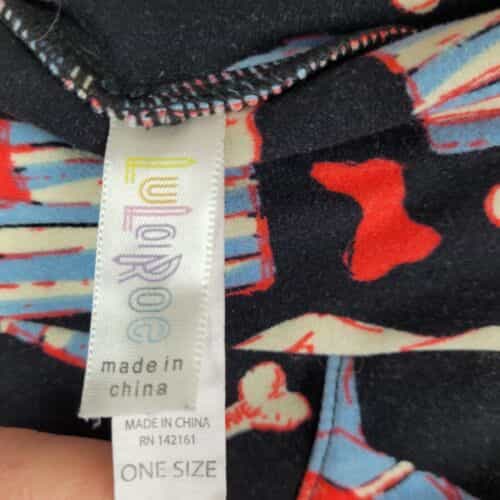 LuLaRoe
made in
china
MADE IN CHINA
RN 142161
ONE SIZE